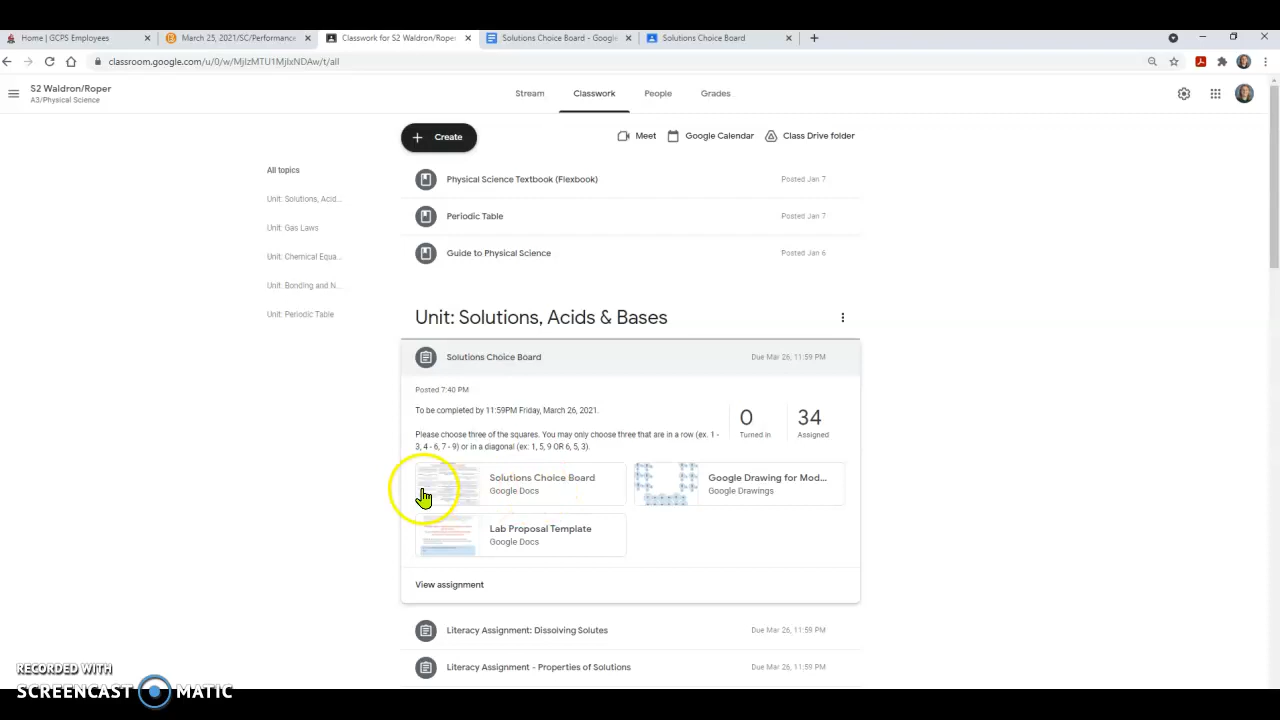 Home | GCPS Employees
March 25, 2021/SC/Performance
Classwork for S2 Waldron/Roper
Solutions Choice Board - Google
Solutions Choice Board
classroom.google.com/u/0/w/MjIzMTU1MjIxNDAw/t/all
S2 Waldron/Roper
A3/Physical Science
Stream
Classwork
People
Grades
Create
Meet
Google Calendar
Class Drive folder
All topics
Unit: Solutions, Acid...
Unit: Gas Laws
Unit: Chemical Equa...
Unit: Bonding and N...
Unit: Periodic Table
Physical Science Textbook (Flexbook)
Posted Jan 7
Periodic Table
Posted Jan 7
Guide to Physical Science
Posted Jan 6
Unit: Solutions, Acids & Bases
Solutions Choice Board
Due Mar 26, 11:59 PM
Posted 7:40 PM
To be completed by 11:59PM Friday, March 26, 2021.
Please choose three of the squares. You may only choose three that are in a row (ex. 1 -
3, 4 - 6, 7 - 9) or in a diagonal (ex: 1, 5, 9 OR 6, 5, 3).
0
Turned in
34
Assigned
Solutions Choice Board
Google Docs
Google Drawing for Mod...
Google Drawings
Lab Proposal Template
Google Docs
View assignment
Literacy Assignment: Dissolving Solutes
Due Mar 26, 11:59 PM
Literacy Assignment - Properties of Solutions
Due Mar 26, 11:59 PM
RECORDED WITH
SCREENCAST MATIC